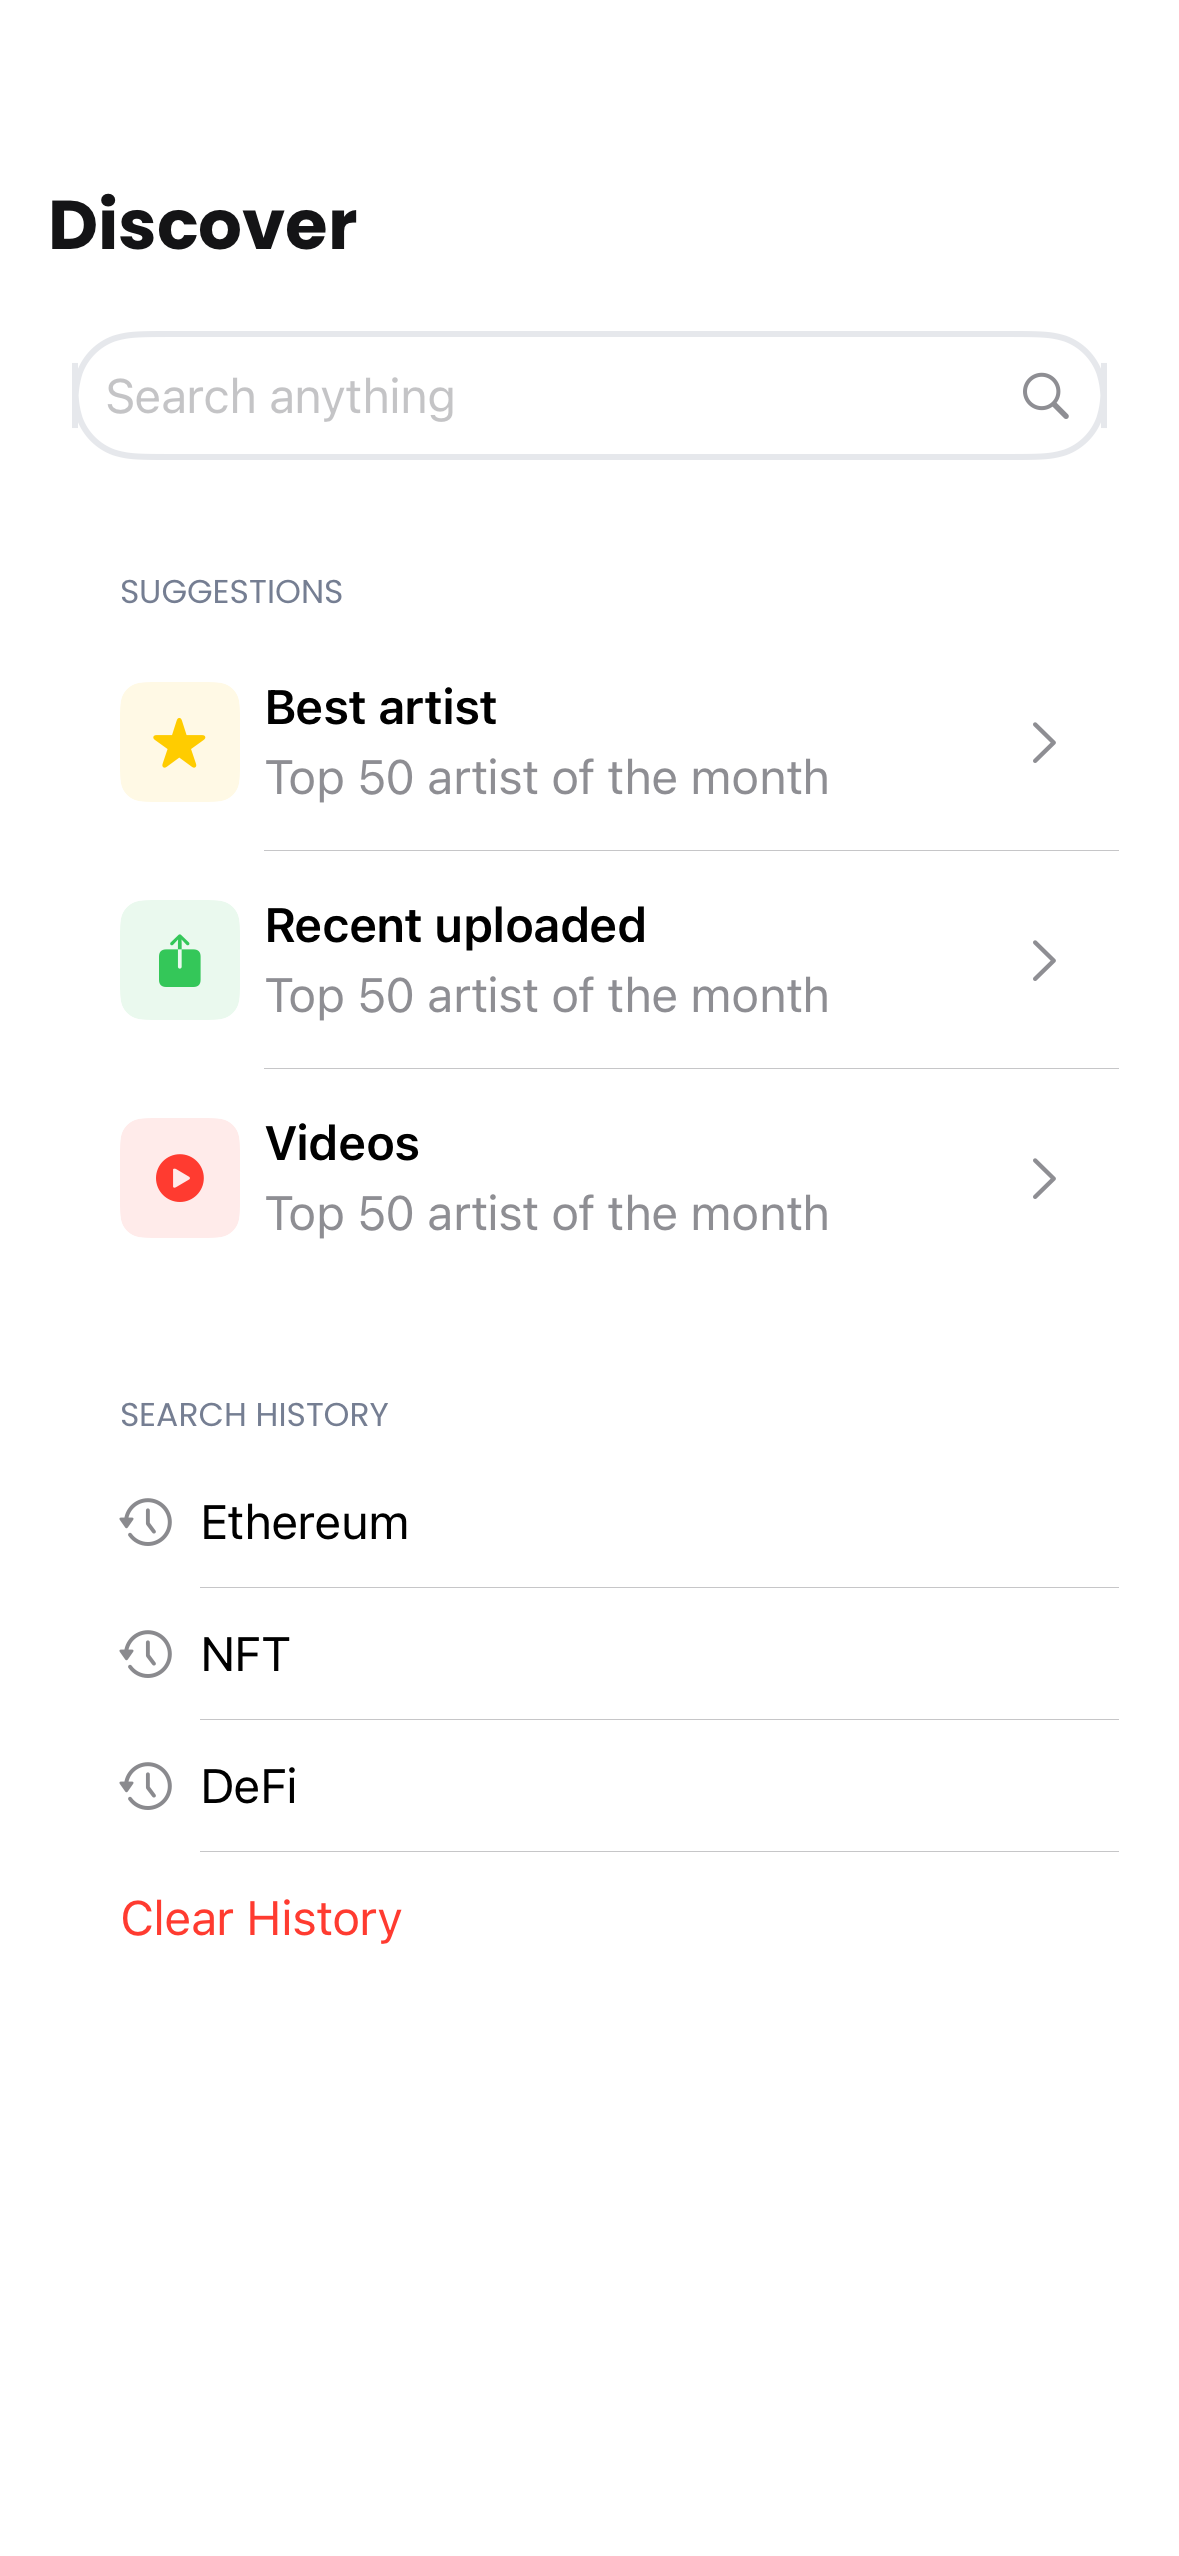 Discover
Search anything
SUGGESTIONS
Best artist
Top 50 artist of the month
Recent uploaded
Top 50 artist of the month
Videos
Top 50 artist of the month
SEARCH HISTORY
Ethereum
NFT
DeFi
Clear History